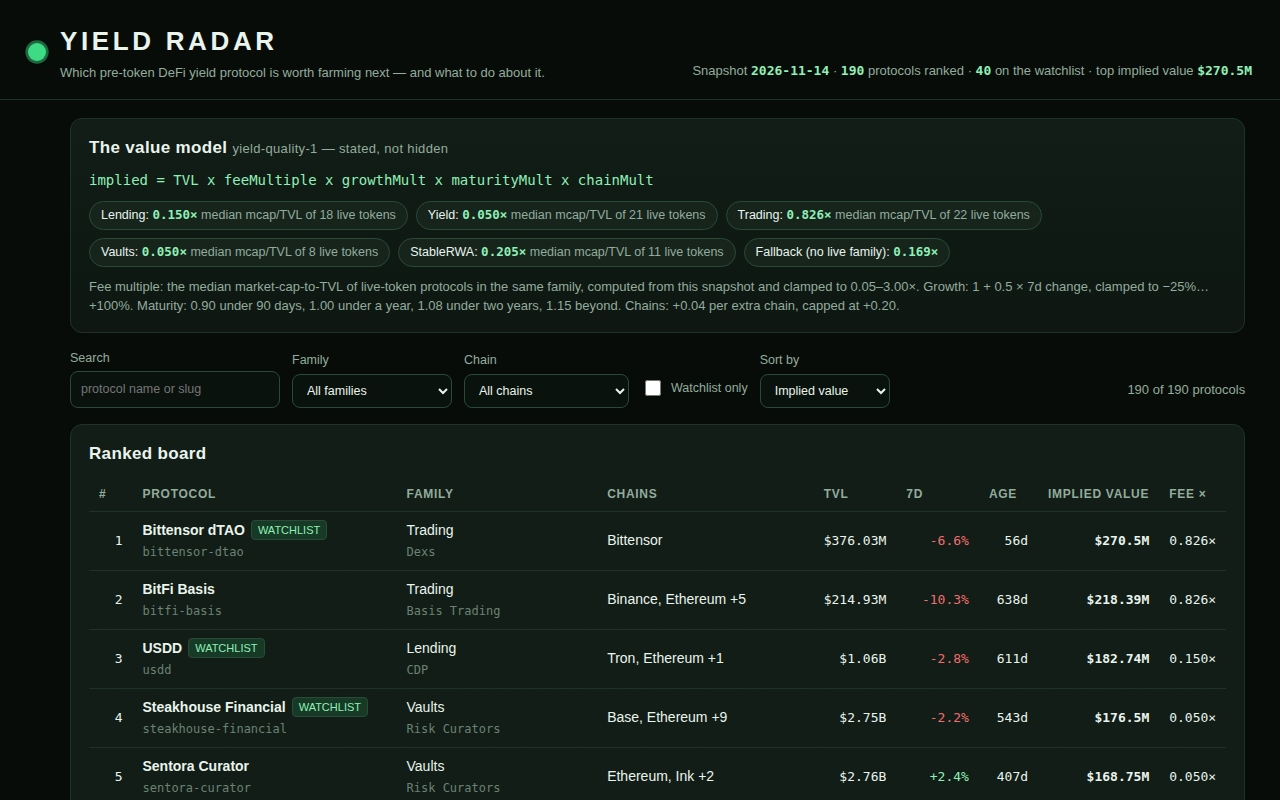 YIELD RADAR
Which pre-token DeFi yield protocol is worth farming next — and what to do about it.
Snapshot 2026-11-14 · 190 protocols ranked · 40 on the watchlist · top implied value $270.5M
The value model yield-quality-1 — stated, not hidden
implied = TVL x feeMultiple x growthMult x maturityMult x chainMult
Lending: 0.150× median mcap/TVL of 18 live tokens
Yield: 0.050× median mcap/TVL of 21 live tokens
Trading: 0.826× median mcap/TVL of 22 live tokens
Vaults: 0.050× median mcap/TVL of 8 live tokens
StableRWA: 0.205× median mcap/TVL of 11 live tokens
Fallback (no live family): 0.169×
Fee multiple: the median market-cap-to-TVL of live-token protocols in the same family, computed from this snapshot and clamped to 0.05–3.00×. Growth: 1 + 0.5 × 7d change, clamped to −25%…
+100%. Maturity: 0.90 under 90 days, 1.00 under a year, 1.08 under two years, 1.15 beyond. Chains: +0.04 per extra chain, capped at +0.20.
Search
Family
Chain
Sort by
protocol name or slug
All families
All chains
Watchlist only
Implied value
190 of 190 protocols
Ranked board
# PROTOCOL FAMILY CHAINS TVL 7D AGE IMPLIED VALUE FEE ×
1 Bittensor dTAO WATCHLIST Trading Bittensor $376.03M -6.6% 56d $270.5M 0.826×
bittensor-dtao Dexs
2 BitFi Basis Trading Binance, Ethereum +5 $214.93M -10.3% 638d $218.39M 0.826×
bitfi-basis Basis Trading
3 USDD WATCHLIST Lending Tron, Ethereum +1 $1.06B -2.8% 611d $182.74M 0.150×
usdd CDP
4 Steakhouse Financial WATCHLIST Vaults Base, Ethereum +9 $2.75B -2.2% 543d $176.5M 0.050×
steakhouse-financial Risk Curators
5 Sentora Curator Vaults Ethereum, Ink +2 $2.76B +2.4% 407d $168.75M 0.050×
sentora-curator Risk Curators